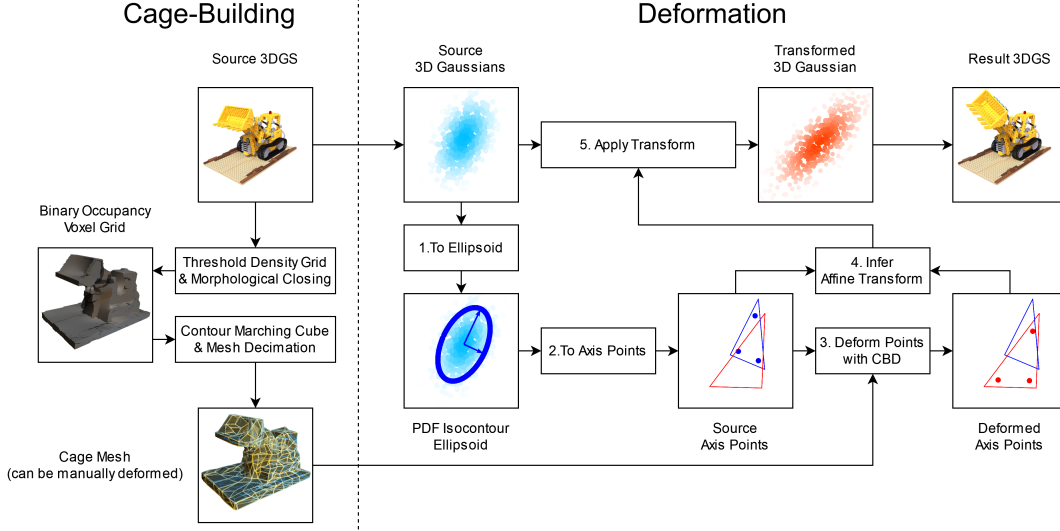 Cage-Building
Deformation
Source 3DGS
Source
3D Gaussians
Transformed
3D Gaussian
Result 3DGS
5. Apply Transform
Binary Occupancy
Voxel Grid
1.To Ellipsoid
Threshold Density Grid
& Morphological Closing
4. Infer
Affine Transform
Contour Marching Cube
& Mesh Decimation
2.To Axis Points
3. Deform Points
with CBD
PDF Isocontour
Ellipsoid
Source
Axis Points
Deformed
Axis Points
Cage Mesh
(can be manually deformed)